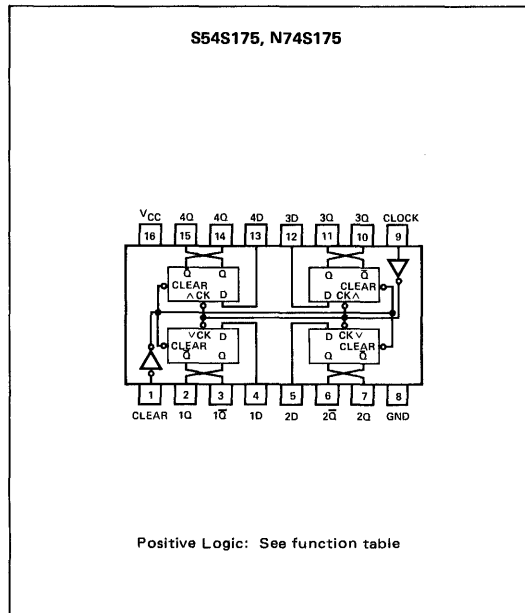 S54S175, N74S175
VCC 4Q 4Q 4D 3D 3Q 3Q CLOCK
16 15 14 13 12 11 10 9
Q Q Q Q̅
CLEAR CLEAR
CK D D CK
CK D D CK
CLEAR CLEAR
Q̅ Q Q Q̅
1 2 3 4 5 6 7 8
CLEAR 1Q 1Q̅ 1D 2D 2Q̅ 2Q GND
Positive Logic: See function table